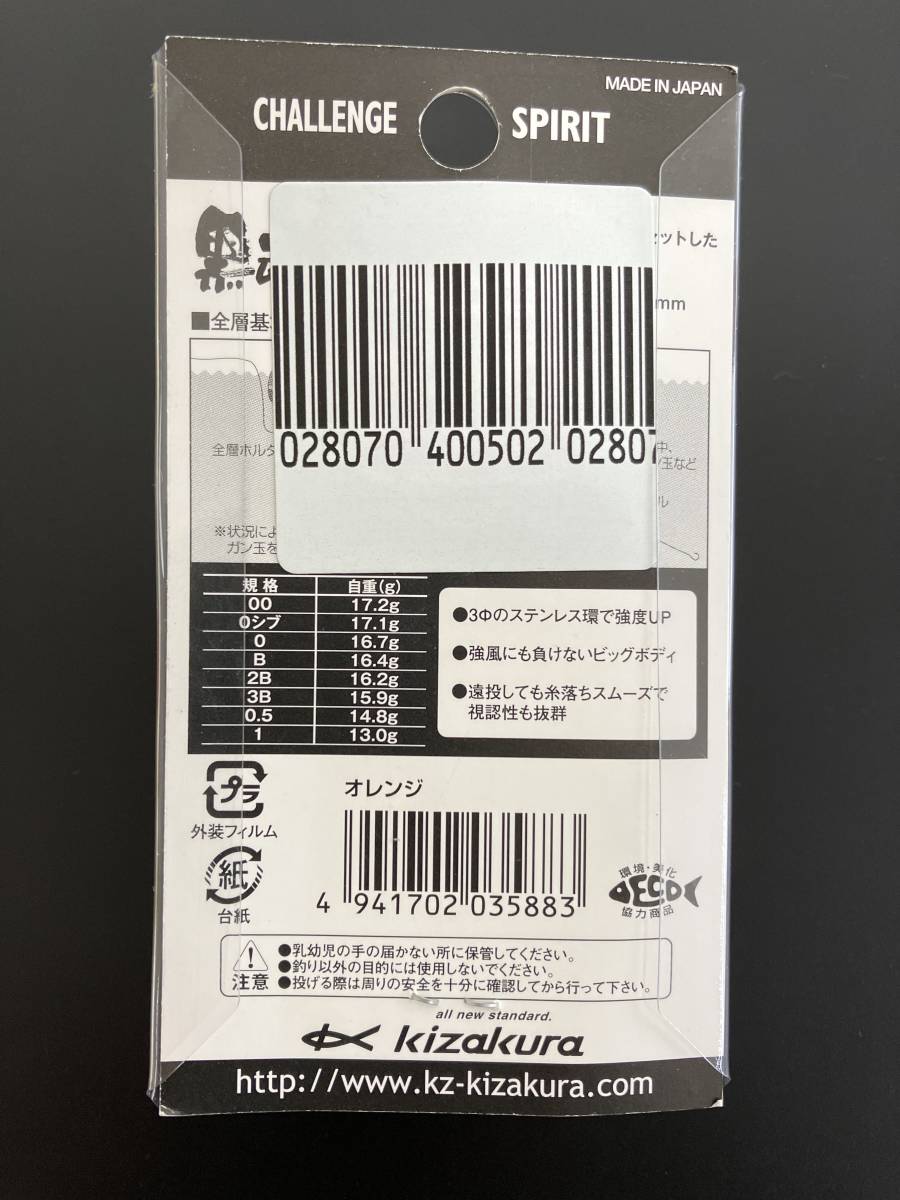 MADE IN JAPAN
CHALLENGE SPIRIT
黒
セットした
mm
■全層基
028070 400502 02807
全層ホルダ
中、
玉など
ル
※状況によ
ガン玉を
規格 自重(g)
00 17.2g
0シブ 17.1g
0 16.7g
B 16.4g
2B 16.2g
3B 15.9g
0.5 14.8g
1 13.0g
●3Φのステンレス環で強度UP
●強風にも負けないビッグボディ
●遠投しても糸落ちスムーズで
視認性も抜群
プラ
外装フィルム
紙
台紙
オレンジ
4 941702 035883
環境・美化
EGO
協力商品
注意
●乳幼児の手の届かない所に保管してください。
●釣り以外の目的には使用しないでください。
●投げる際は周りの安全を十分に確認してから行って下さい。
all new standard.
kizakura
http://www.kz-kizakura.com